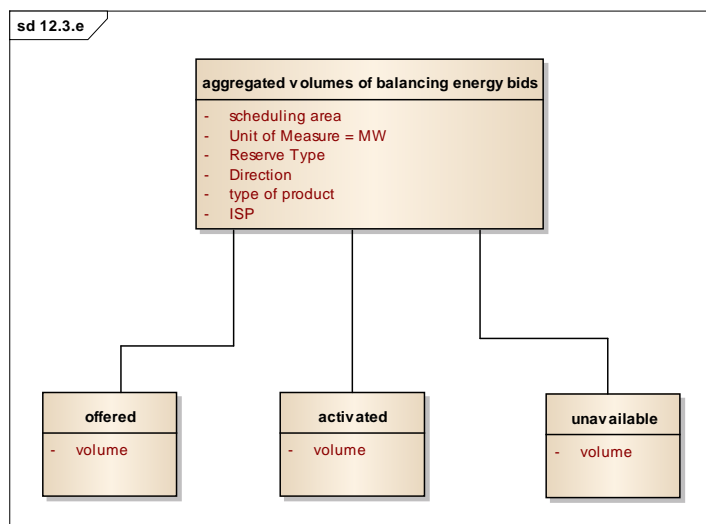 sd 12.3.e
aggregated volumes of balancing energy bids
- scheduling area
- Unit of Measure = MW
- Reserve Type
- Direction
- type of product
- ISP
offered
- volume
activated
- volume
unavailable
- volume